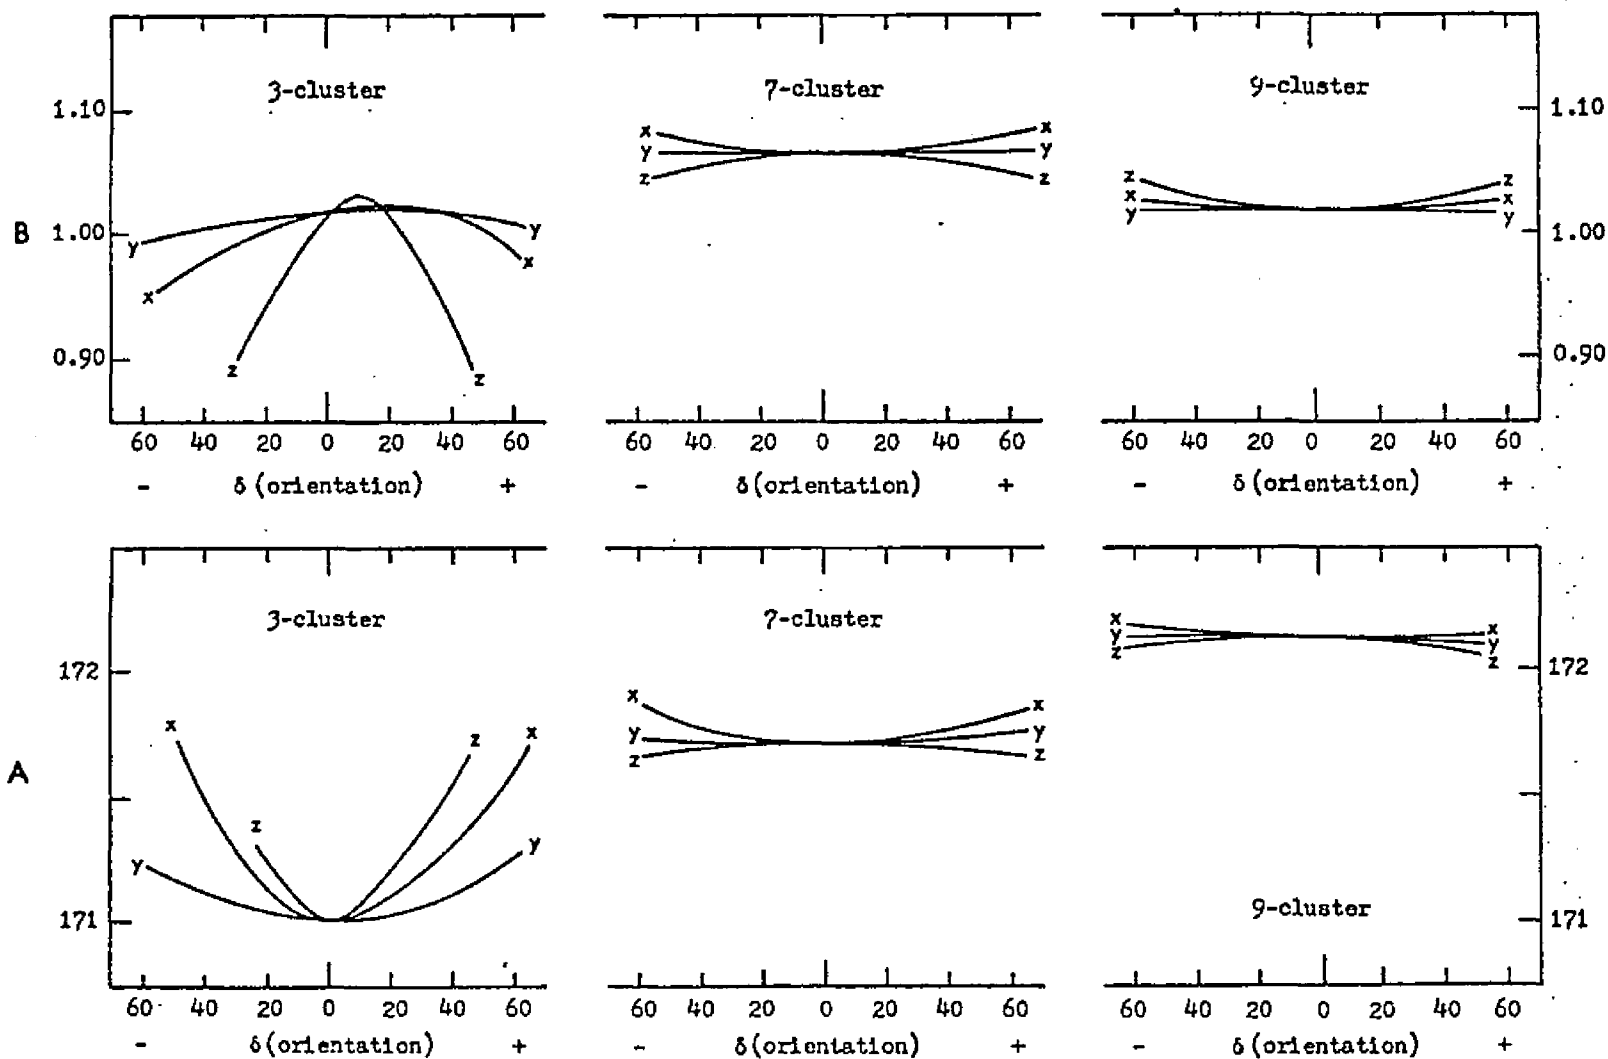 3-cluster 7-cluster 9-cluster
1.10 1.10
x x
y y
z z
z z
x x
y y
B 1.00 1.00
y y
x x
0.90 0.90
z z
60 40 20 0 20 40 60 60 40 20 0 20 40 60 60 40 20 0 20 40 60
- δ (orientation) + - δ (orientation) + - δ (orientation) +
3-cluster 7-cluster
x x
y y
z z
172 172
x x
y y
z z
x z x
A
z
y y
9-cluster
171 171
60 40 20 0 20 40 60 60 40 20 0 20 40 60 60 40 20 0 20 40 60
- δ (orientation) + - δ (orientation) + - δ (orientation) +